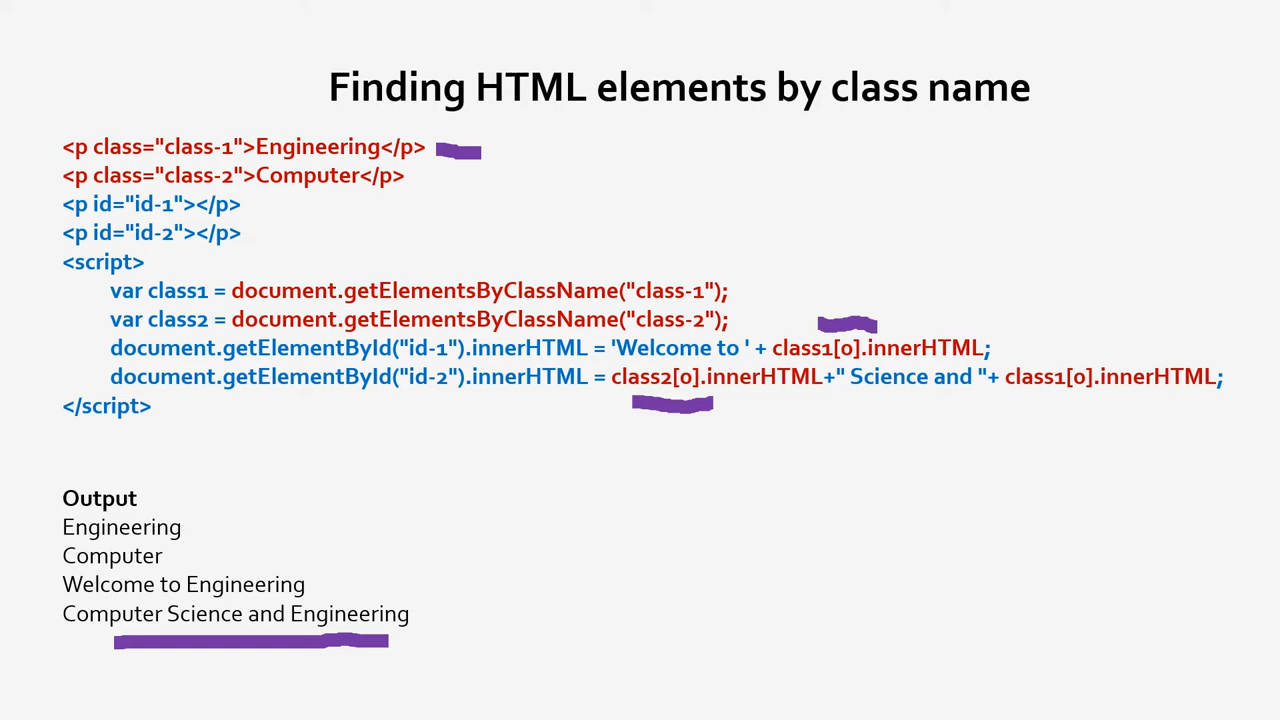 Finding HTML elements by class name
<p class="class-1">Engineering</p>
<p class="class-2">Computer</p>
<p id="id-1"></p>
<p id="id-2"></p>
<script>
var class1 = document.getElementsByClassName("class-1");
var class2 = document.getElementsByClassName("class-2");
document.getElementById("id-1").innerHTML = 'Welcome to ' + class1[0].innerHTML;
document.getElementById("id-2").innerHTML = class2[0].innerHTML+" Science and "+ class1[0].innerHTML;
</script>
Output
Engineering
Computer
Welcome to Engineering
Computer Science and Engineering